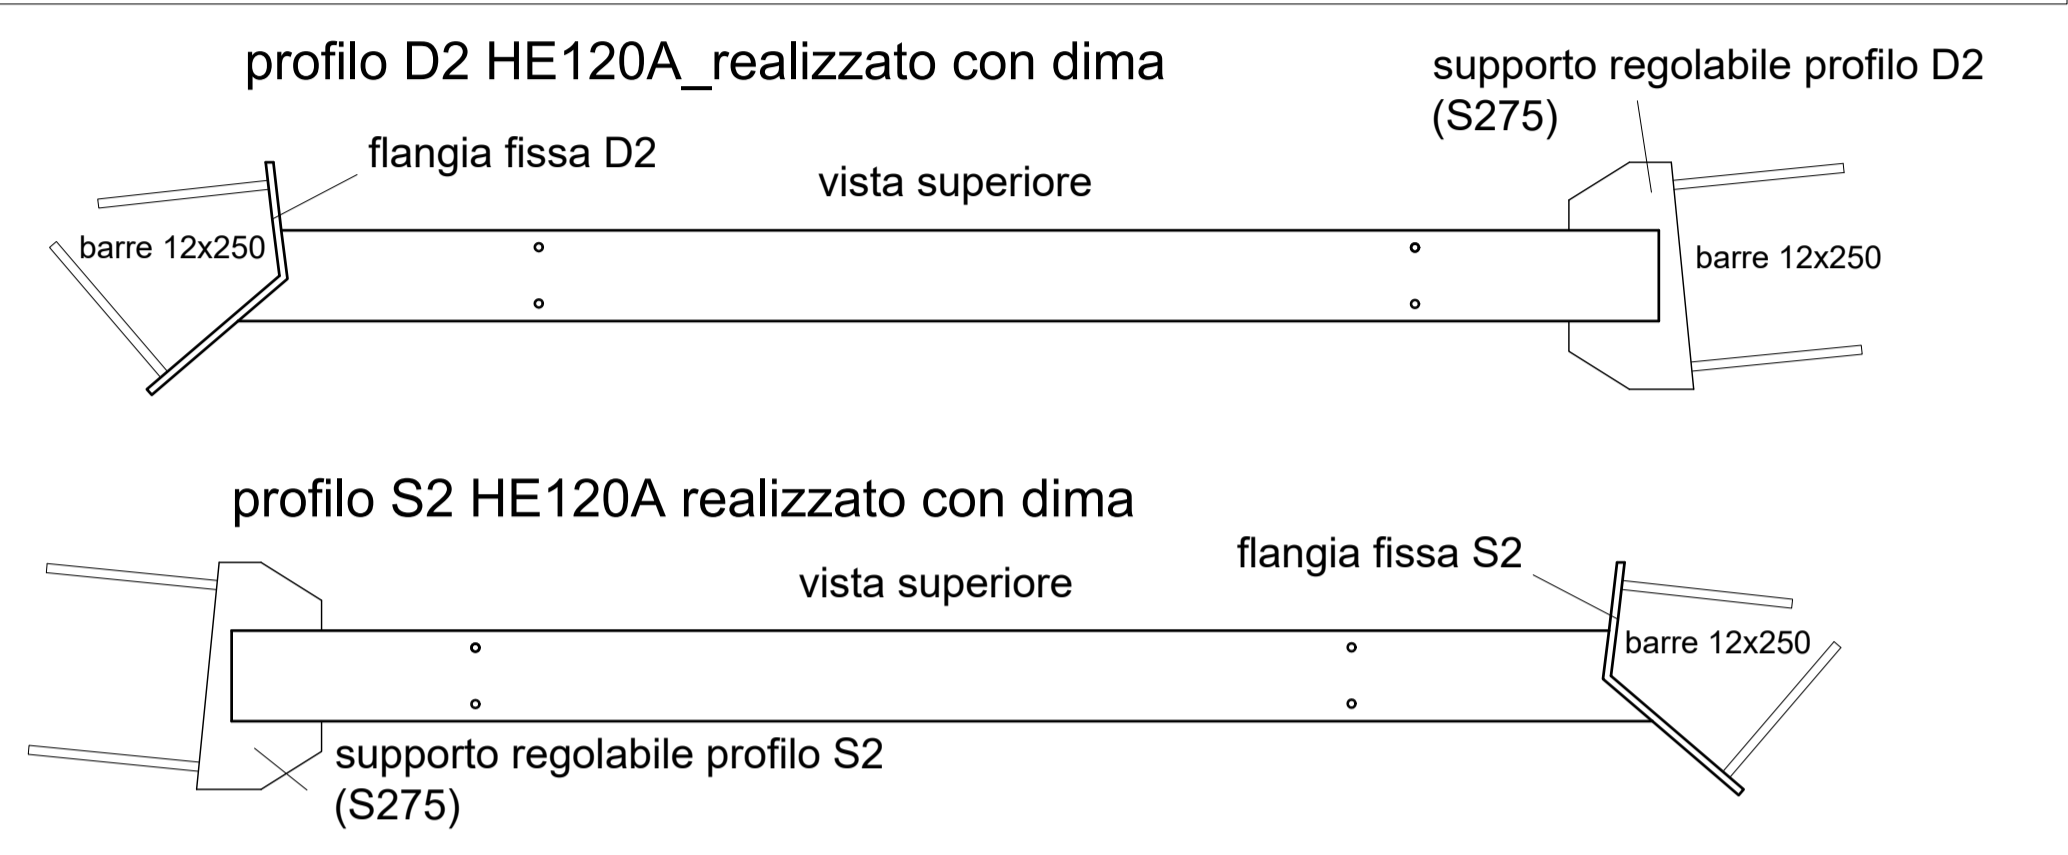 profilo D2 HE120A_realizzato con dima
supporto regolabile profilo D2
(S275)
flangia fissa D2
vista superiore
barre 12x250
barre 12x250
profilo S2 HE120A realizzato con dima
flangia fissa S2
vista superiore
barre 12x250
supporto regolabile profilo S2
(S275)